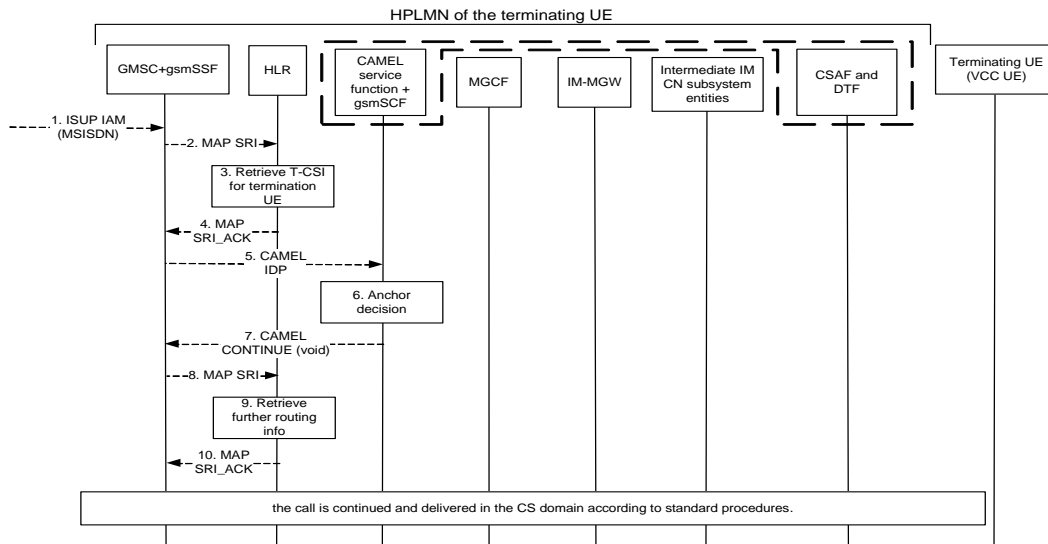 HPLMN of the terminating UE
GMSC+gsmSSF
HLR
CAMEL
service
function +
gsmSCF
MGCF
IM-MGW
Intermediate IM
CN subsystem
entities
CSAF and
DTF
Terminating UE
(VCC UE)
1. ISUP IAM
(MSISDN)
2. MAP SRI
3. Retrieve T-CSI
for termination
UE
4. MAP
SRI_ACK
5. CAMEL
IDP
6. Anchor
decision
7. CAMEL
CONTINUE (void)
8. MAP SRI
9. Retrieve
further routing
info
10. MAP
SRI_ACK
the call is continued and delivered in the CS domain according to standard procedures.